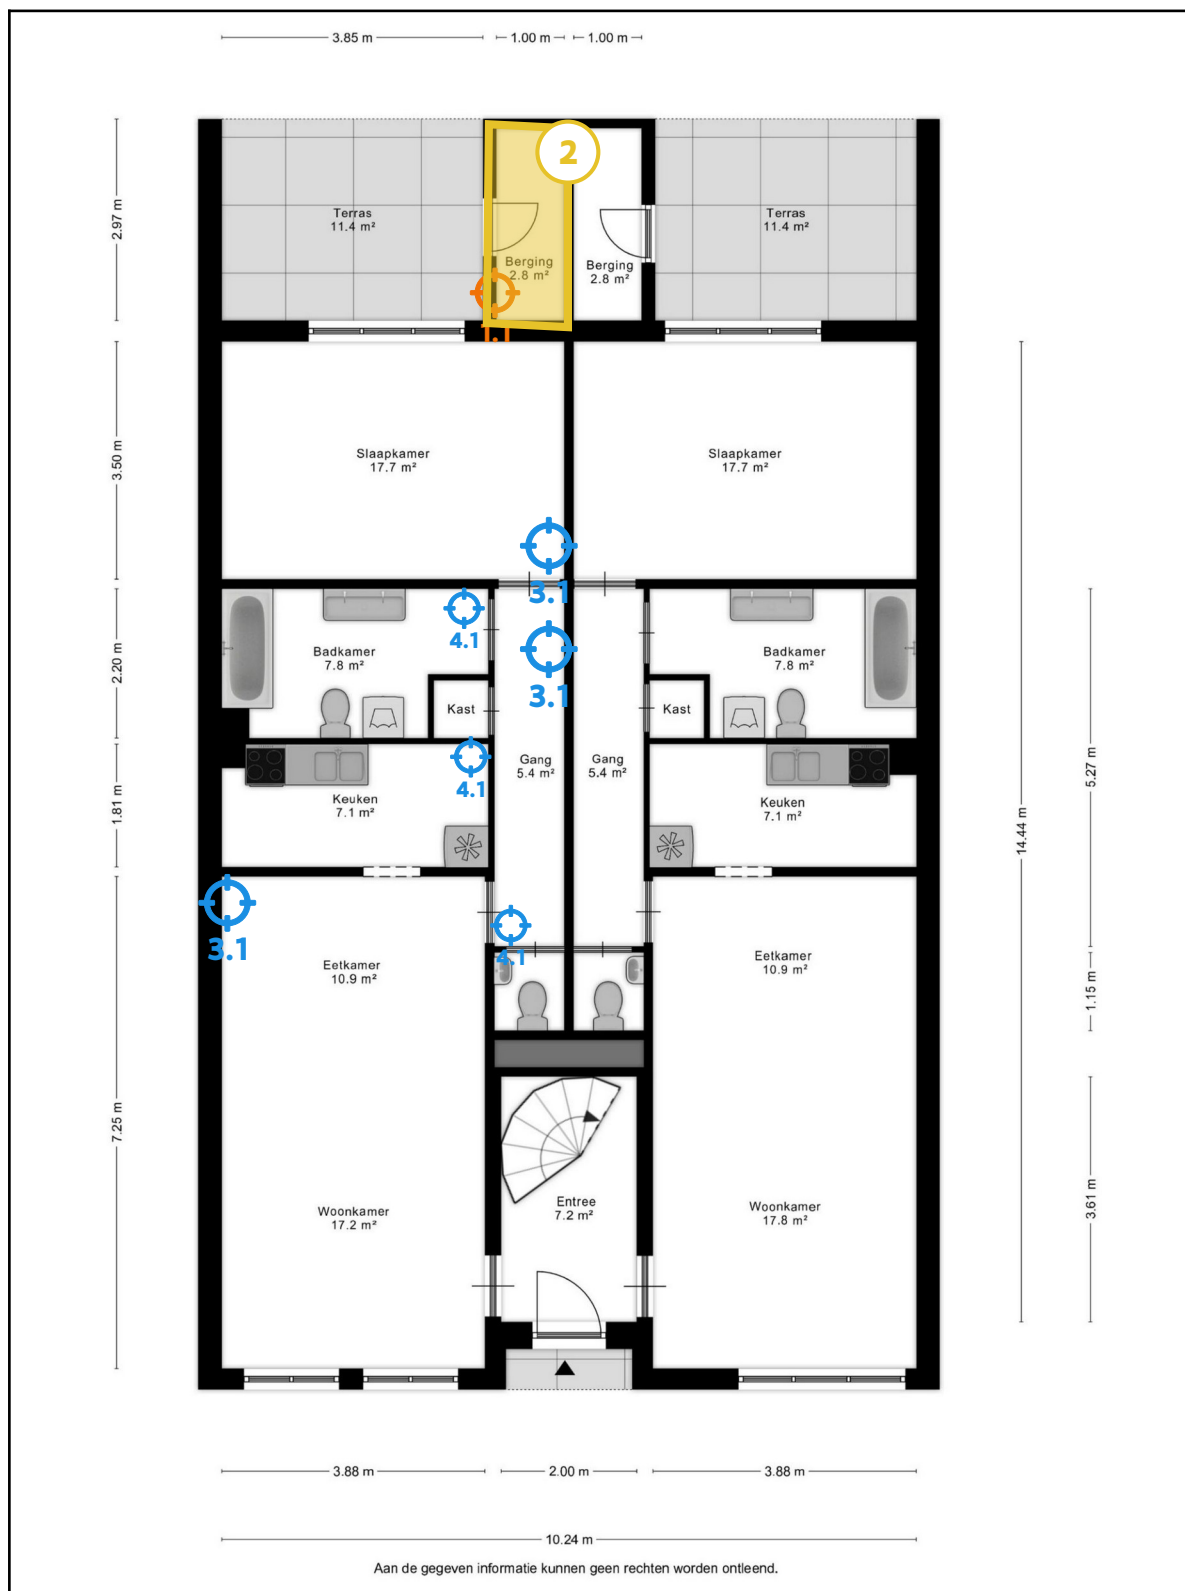 3.85 m
1.00 m
1.00 m
2
2.97 m
Terras
11.4 m²
Berging
2.8 m²
Berging
2.8 m²
Terras
11.4 m²
3.50 m
Slaapkamer
17.7 m²
Slaapkamer
17.7 m²
3.1
4.1
2.20 m
Badkamer
7.8 m²
Badkamer
7.8 m²
3.1
Kast
Kast
4.1
Gang
5.4 m²
Gang
5.4 m²
1.81 m
Keuken
7.1 m²
Keuken
7.1 m²
5.27 m
14.44 m
3.1
4.1
Eetkamer
10.9 m²
Eetkamer
10.9 m²
1.15 m
7.25 m
Woonkamer
17.2 m²
Entree
7.2 m²
Woonkamer
17.8 m²
3.61 m
3.88 m
2.00 m
3.88 m
10.24 m
Aan de gegeven informatie kunnen geen rechten worden ontleend.